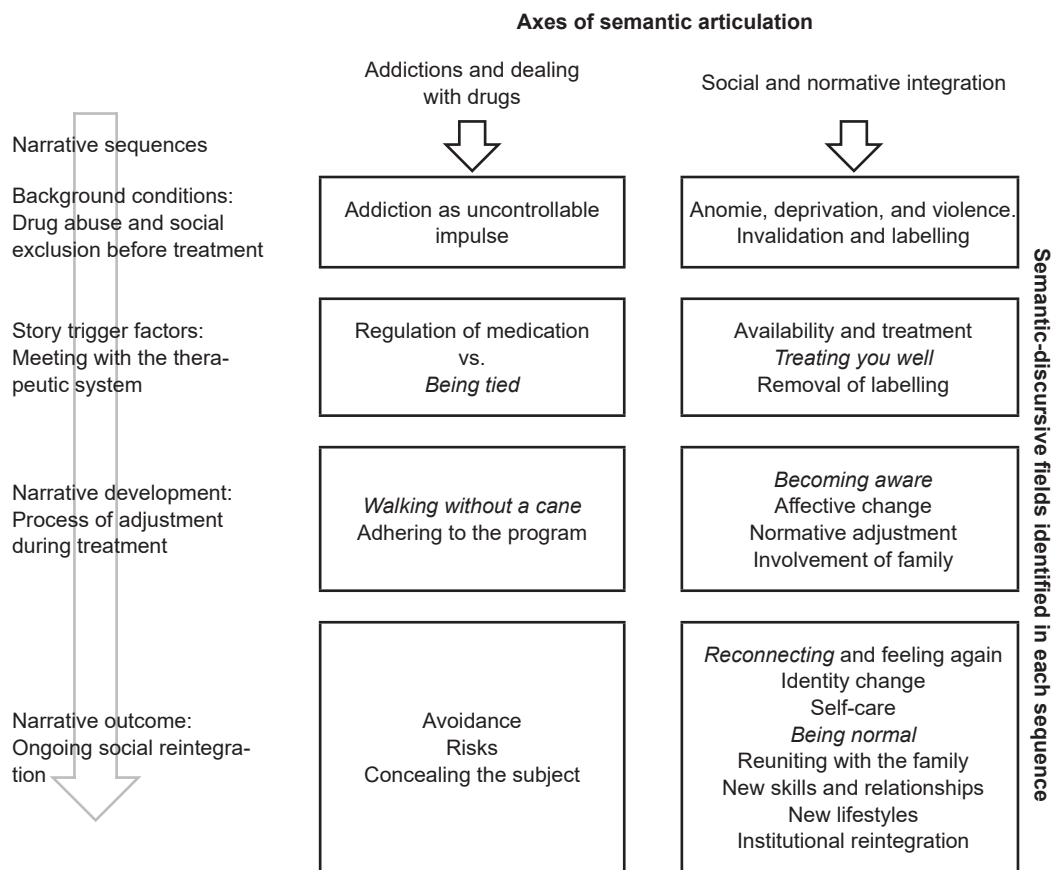 Axes of semantic articulation
Addictions and dealing
with drugs
Social and normative integration
Narrative sequences
Background conditions:
Drug abuse and social
exclusion before treatment
Addiction as uncontrollable
impulse
Anomie, deprivation, and violence.
Invalidation and labelling
Story trigger factors:
Meeting with the thera-
peutic system
Regulation of medication
vs.
Being tied
Availability and treatment
Treating you well
Removal of labelling
Narrative development:
Process of adjustment
during treatment
Walking without a cane
Adhering to the program
Becoming aware
Affective change
Normative adjustment
Involvement of family
Narrative outcome:
Ongoing social reintegra-
tion
Avoidance
Risks
Concealing the subject
Reconnecting and feeling again
Identity change
Self-care
Being normal
Reuniting with the family
New skills and relationships
New lifestyles
Institutional reintegration
Semantic-discursive fields identified in each sequence